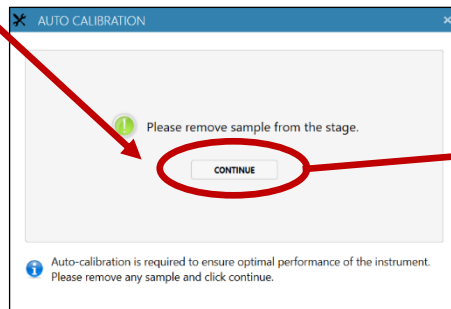 AUTO CALIBRATION
Please remove sample from the stage.
CONTINUE
Auto-calibration is required to ensure optimal performance of the instrument.
Please remove any sample and click continue.